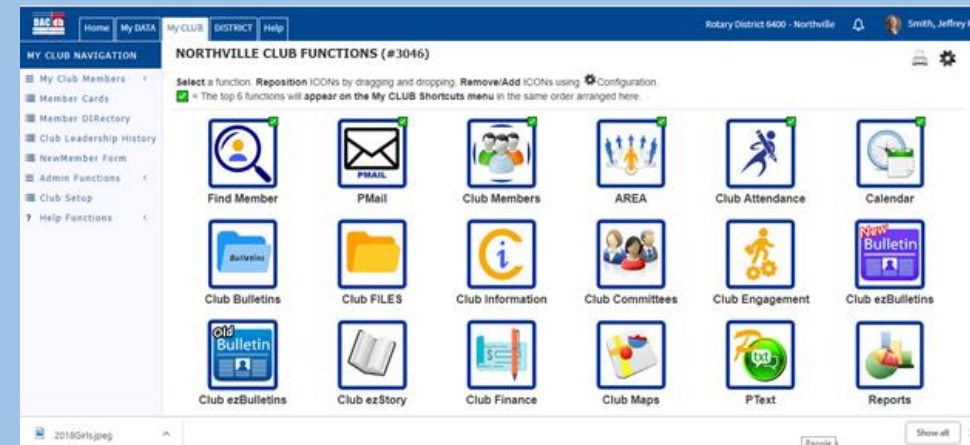 DACdb
Home
My DATA
My CLUB
DISTRICT
Help
Rotary District 6400 - Northville
Smith, Jeffrey
MY CLUB NAVIGATION
My Club Members
Member Cards
Member DIRectory
Club Leadership History
NewMember Form
Admin Functions
Club Setup
? Help Functions
NORTHVILLE CLUB FUNCTIONS (#3046)
Select a function. Reposition ICONs by dragging and dropping. Remove/Add ICONs using Configuration.
= The top 6 functions will appear on the My CLUB Shortcuts menu in the same order arranged here.
PMAIL
Find Member
PMail
Club Members
AREA
Club Attendance
Calendar
Bulletins
i
New
Bulletin
Club Bulletins
Club FILES
Club Information
Club Committees
Club Engagement
Club ezBulletins
Old
Bulletin
$
txt
Club ezBulletins
Club ezStory
Club Finance
Club Maps
PText
Reports
2018Girls.jpeg
People
Show all